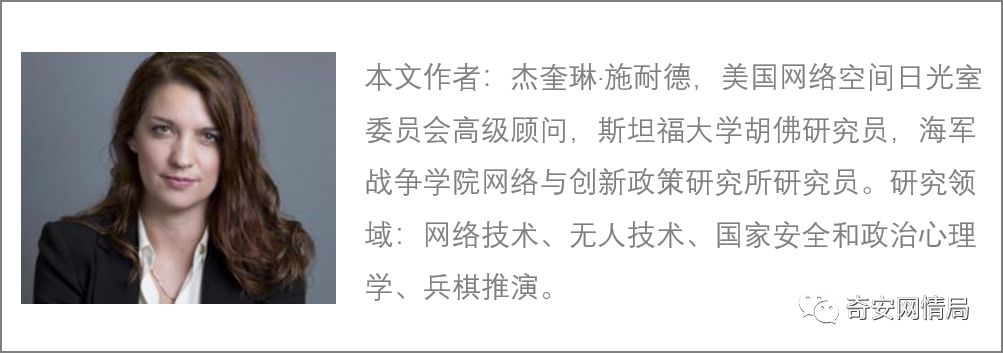 本文作者：杰奎琳·施耐德，美国网络空间日光室
委员会高级顾问，斯坦福大学胡佛研究员，海军
战争学院网络与创新政策研究所研究员。研究领
域：网络技术、无人技术、国家安全和政治心理
学、兵棋推演。
奇安网情局